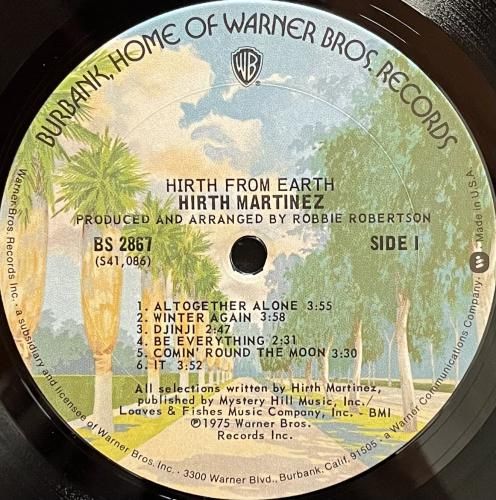 BURBANK, HOME OF WARNER BROS. RECORDS
WB
HIRTH FROM EARTH
HIRTH MARTINEZ
PRODUCED AND ARRANGED BY ROBBIE ROBERTSON
BS 2867
(S41,086)
SIDE 1
1. ALTOGETHER ALONE 3:55
2. WINTER AGAIN 3:58
3. DJINJI 2:47
4. BE EVERYTHING 2:31
5. COMIN' ROUND THE MOON 3:30
6. IT 3:52
All selections written by Hirth Martinez,
published by Mystery Hill Music, Inc./
Loaves & Fishes Music Company, Inc. - BMI
℗1975 Warner Bros.
Records Inc.
Warner Bros. Records Inc. • a subsidiary and licensee of Warner Bros. Inc. • 3300 Warner Blvd., Burbank, Calif. 91505 • a Warner Communications Company. • Made in U.S.A.